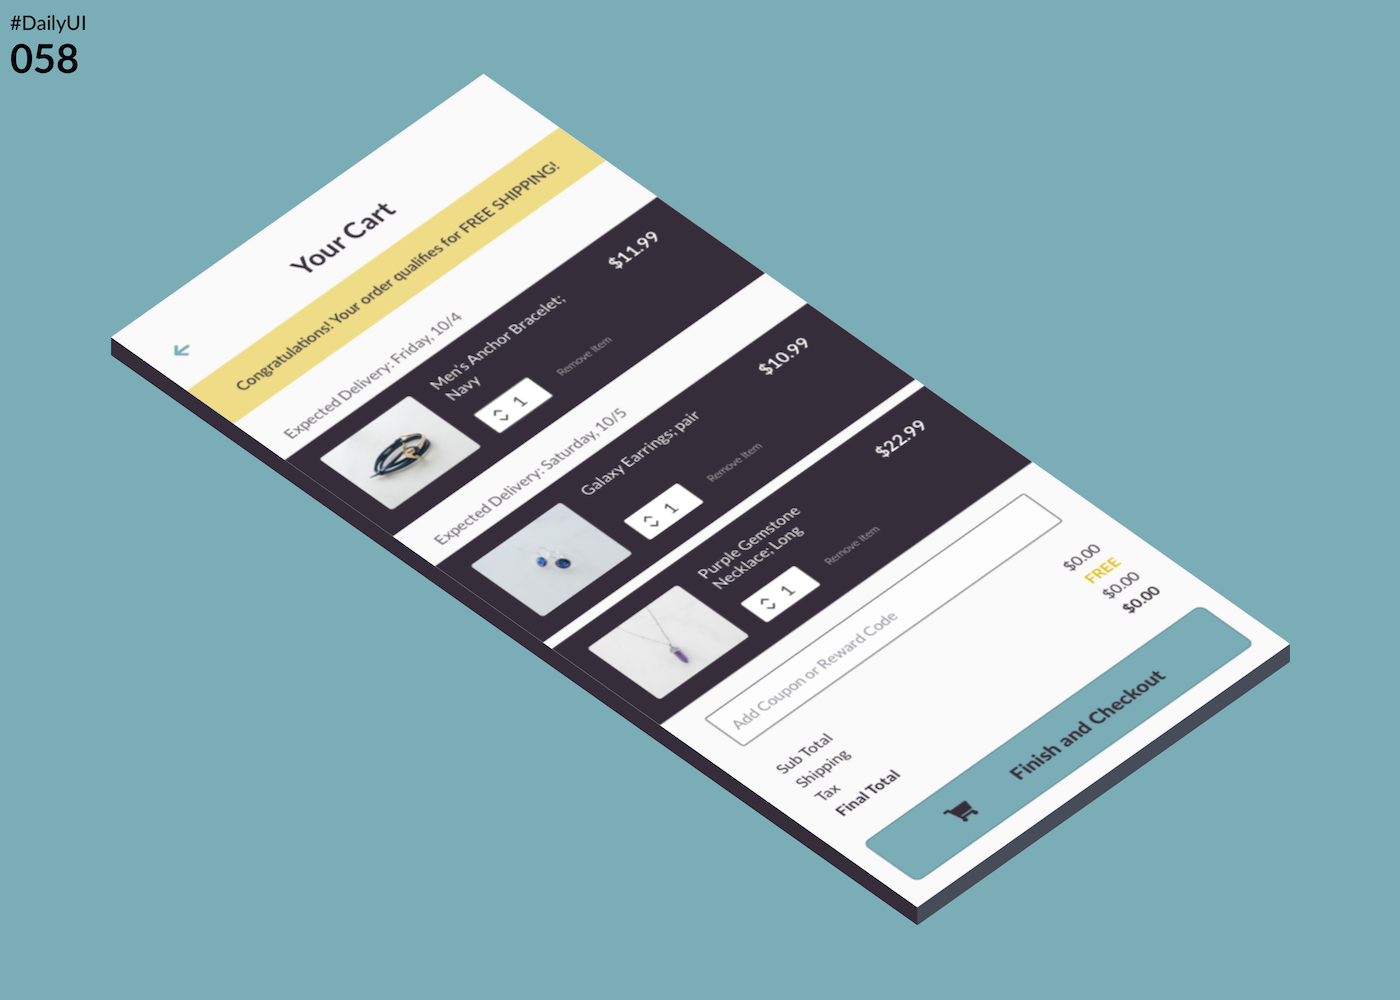 #DailyUI
058
Your Cart
Congratulations! Your order qualifies for FREE SHIPPING!
Expected Delivery: Friday, 10/4
Men's Anchor Bracelet;
Navy
$11.99
1
Remove Item
Expected Delivery: Saturday, 10/5
Galaxy Earrings; pair
$10.99
1
Remove Item
Purple Gemstone
Necklace; Long
$22.99
1
Remove Item
Add Coupon or Reward Code
Sub Total $0.00
Shipping FREE
Tax $0.00
Final Total $0.00
Finish and Checkout